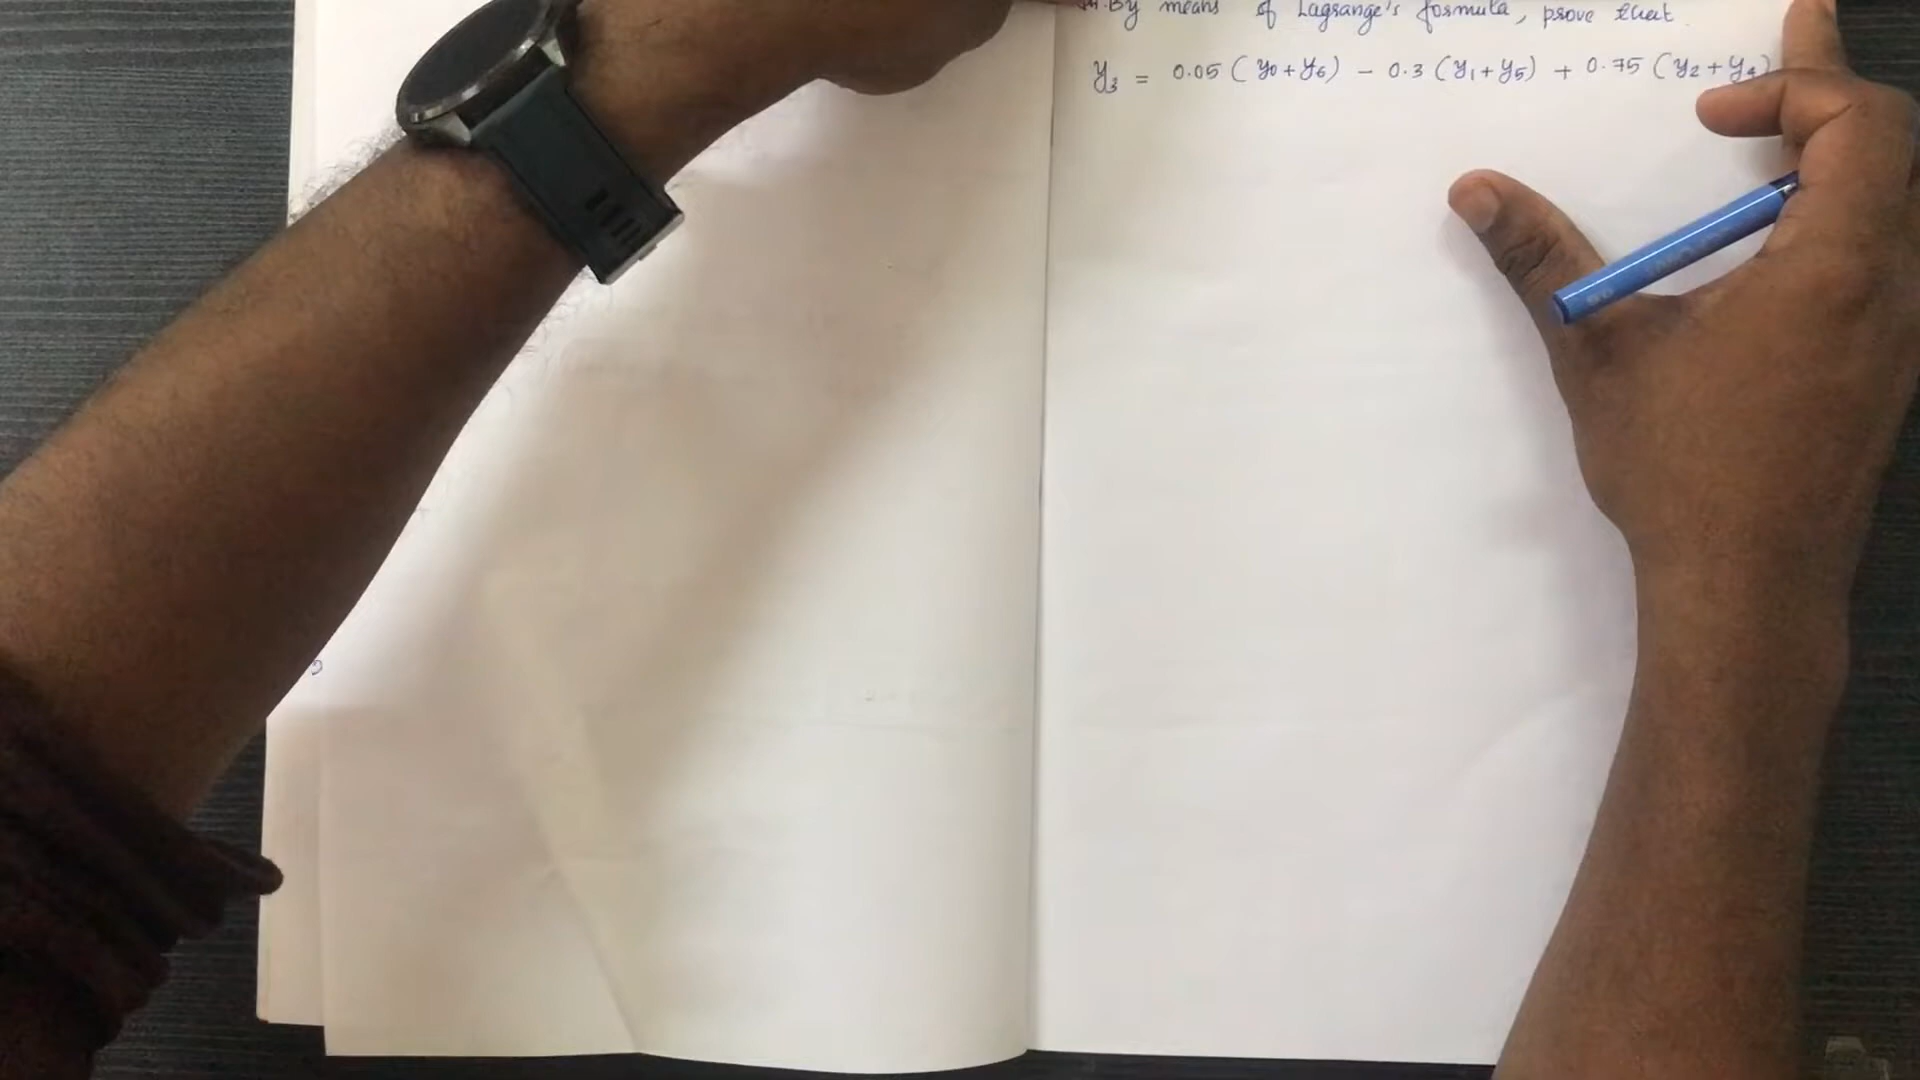 By means of Lagrange's formula, prove that
y₃ = 0.05 (y₀+y₆) - 0.3 (y₁+y₅) + 0.75 (y₂+y₄)